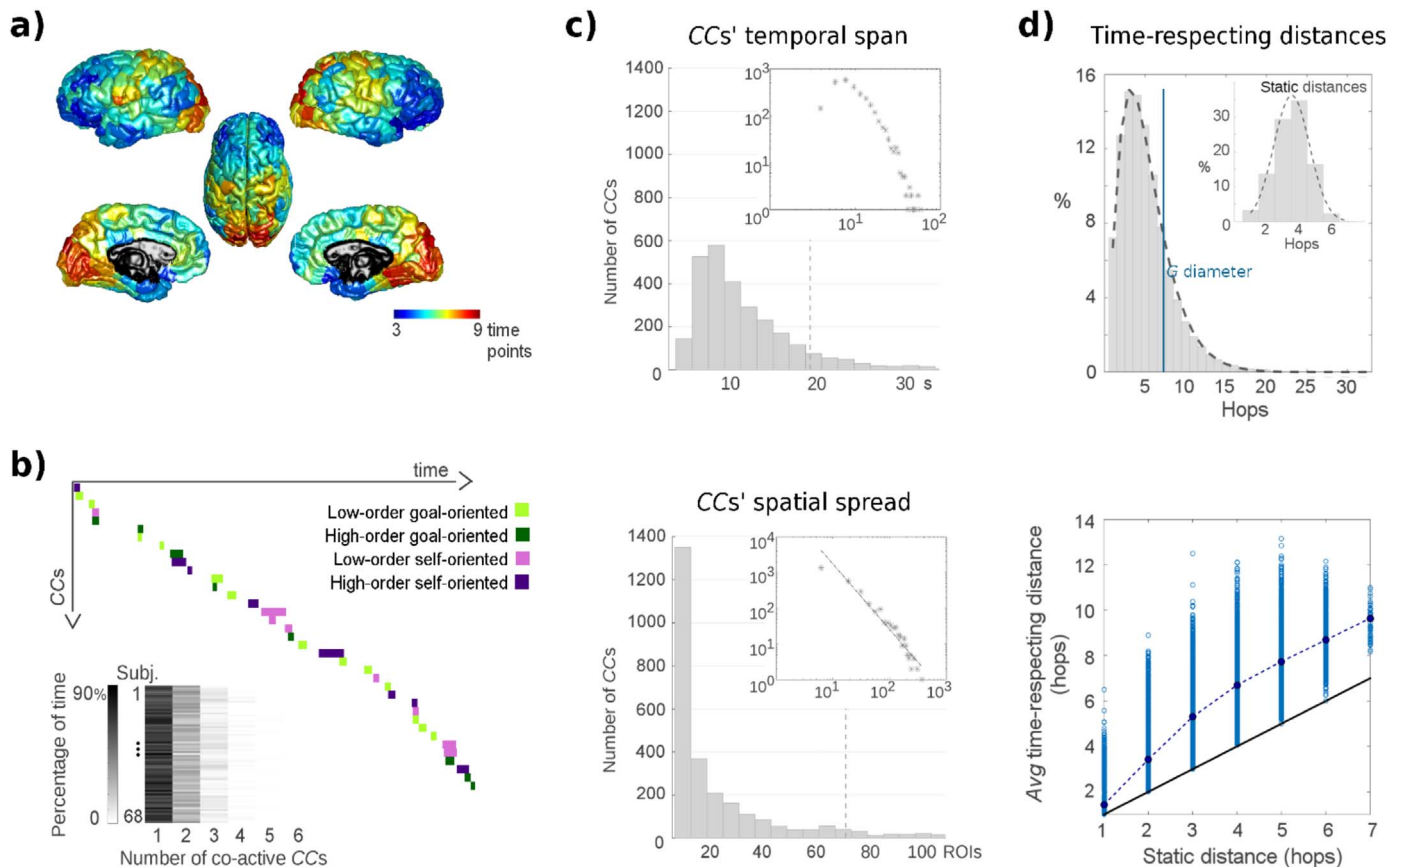 a)
3
9
time
points
b)
time
CCs
Low-order goal-oriented
High-order goal-oriented
Low-order self-oriented
High-order self-oriented
Subj.
Percentage of time
90%
0
1
68
1 2 3 4 5 6
Number of co-active CCs
c)
CCs' temporal span
Number of CCs
1400
1200
1000
800
600
400
200
0
10 20 30 s
10³
10²
10¹
10⁰
10⁰ 10¹ 10²
CCs' spatial spread
Number of CCs
1400
1200
1000
800
600
400
200
0
20 40 60 80 100 ROIs
10⁴
10³
10²
10¹
10⁰
10⁰ 10¹ 10² 10³
d)
Time-respecting distances
%
16
12
8
4
0
5 10 15 20 25 30
Hops
G diameter
Static distances
%
30
20
10
0
2 4 6
Hops
Avg time-respecting distance
(hops)
14
12
10
8
6
4
2
1 2 3 4 5 6 7
Static distance (hops)